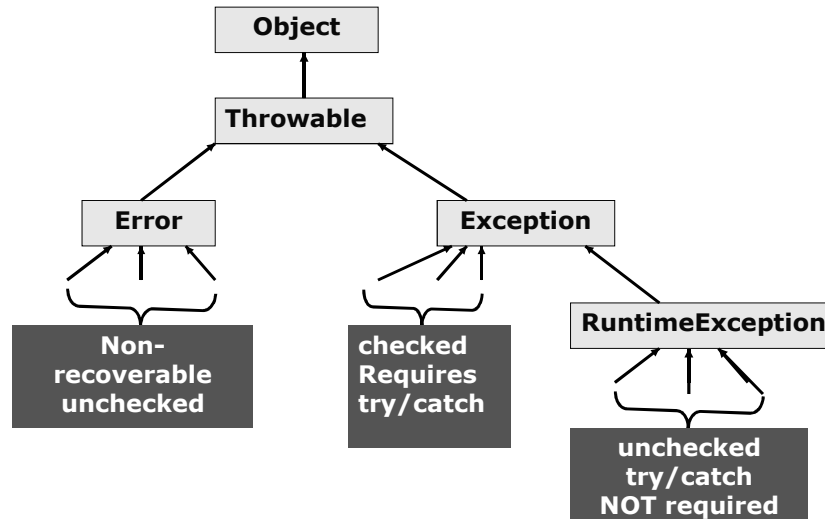 Object
Throwable
Error
Exception
RuntimeException
Non-
recoverable
unchecked
checked
Requires
try/catch
unchecked
try/catch
NOT required